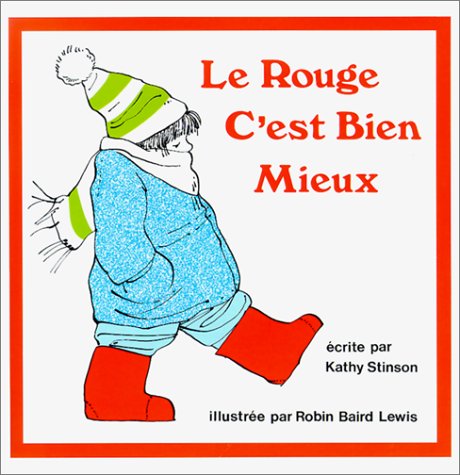 Le Rouge
C'est Bien
Mieux
écrite par
Kathy Stinson
illustrée par Robin Baird Lewis